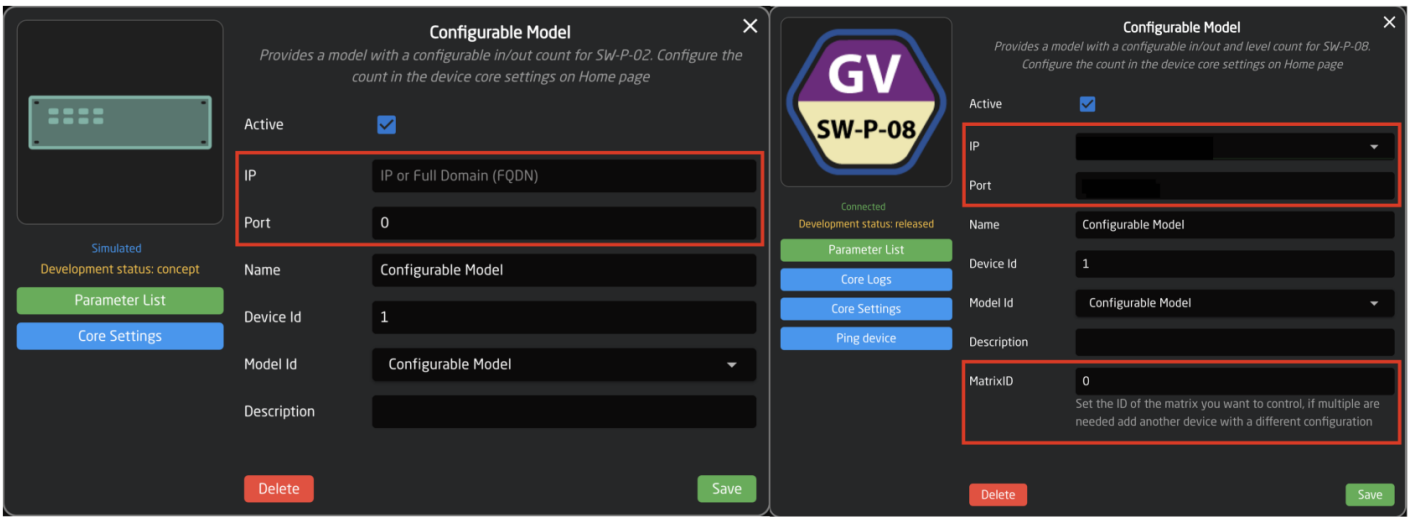 Configurable Model
Provides a model with a configurable in/out count for SW-P-02. Configure the
count in the device core settings on Home page
Active
IP
IP or Full Domain (FQDN)
Port
0
Simulated
Development status: concept
Parameter List
Core Settings
Name
Configurable Model
Device Id
1
Model Id
Configurable Model
Description
Delete
Save
Configurable Model
Provides a model with a configurable in/out and level count for SW-P-08.
Configure the count in the device core settings on Home page
GV
SW-P-08
Active
IP
Port
Connected
Development status: released
Parameter List
Core Logs
Core Settings
Ping device
Name
Configurable Model
Device Id
1
Model Id
Configurable Model
Description
MatrixID
0
Set the ID of the matrix you want to control, if multiple are
needed add another device with a different configuration
Delete
Save